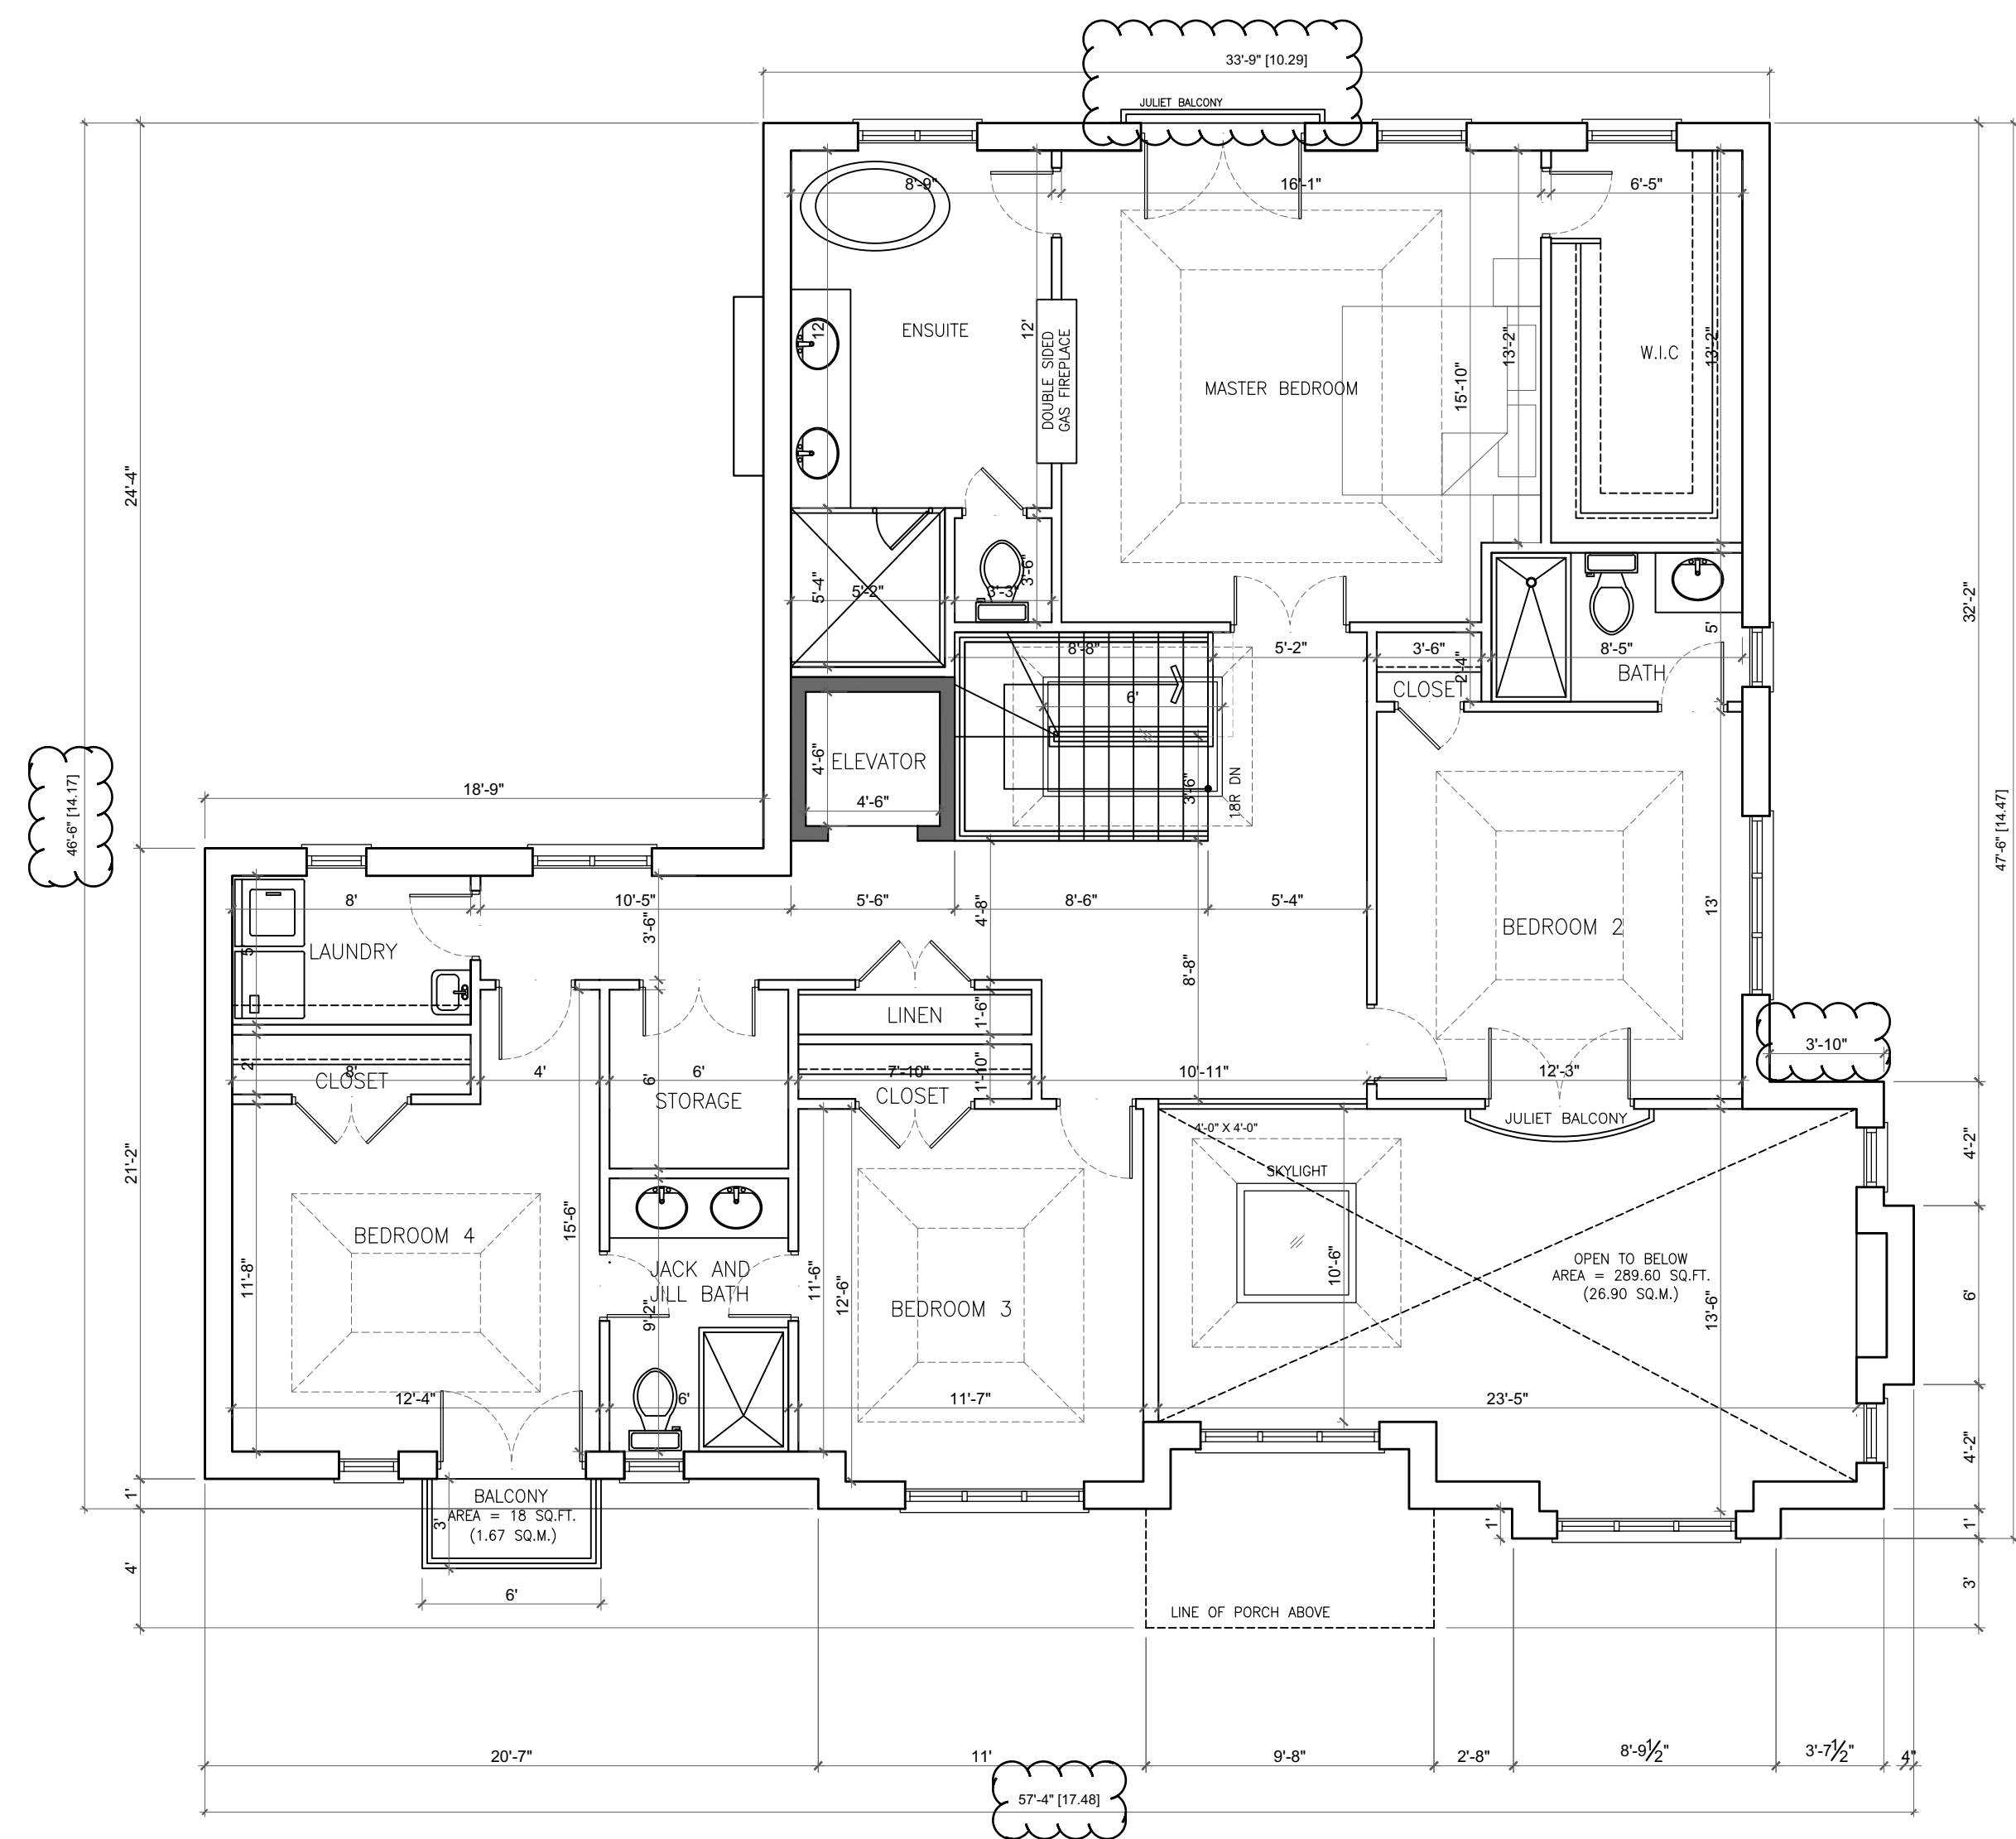 33'-9" [10.29]
JULIET BALCONY
8'-9"
16'-1"
6'-5"
12'
ENSUITE
12'
DOUBLE SIDED
GAS FIREPLACE
MASTER BEDROOM
15'-10"
13'-2"
W.I.C
13'-2"
24'-4"
32'-2"
5'-4"
5'-2"
3'-3"
3'-6"
8'-8"
5'-2"
3'-6"
2'-4"
CLOSET
8'-5"
5'
BATH
6'
4'-6"
ELEVATOR
4'-6"
3'-6"
18R DN
46'-6" [14.17]
18'-9"
47'-6" [14.47]
8'
10'-5"
5'-6"
8'-6"
5'-4"
3'-6"
4'-8"
13'
BEDROOM 2
LAUNDRY
5'
8'-8"
LINEN
1'-6"
3'-10"
2'
8'
CLOSET
4'
6'
6'
STORAGE
7'-10"
CLOSET
1'-10"
10'-11"
12'-3"
JULIET BALCONY
4'-0" X 4'-0"
SKYLIGHT
21'-2"
4'-2"
BEDROOM 4
15'-6"
11'-8"
JACK AND
JILL BATH
9'-2"
11'-6"
12'-6"
BEDROOM 3
10'-6"
OPEN TO BELOW
AREA = 289.60 SQ.FT.
(26.90 SQ.M.)
13'-6"
6'
12'-4"
6'
11'-7"
23'-5"
4'-2"
1'
BALCONY
AREA = 18 SQ.FT.
(1.67 SQ.M.)
3'
1'
1'
4'
3'
6'
LINE OF PORCH ABOVE
20'-7"
11'
9'-8"
2'-8"
8'-9½"
3'-7½"
4"
57'-4" [17.48]